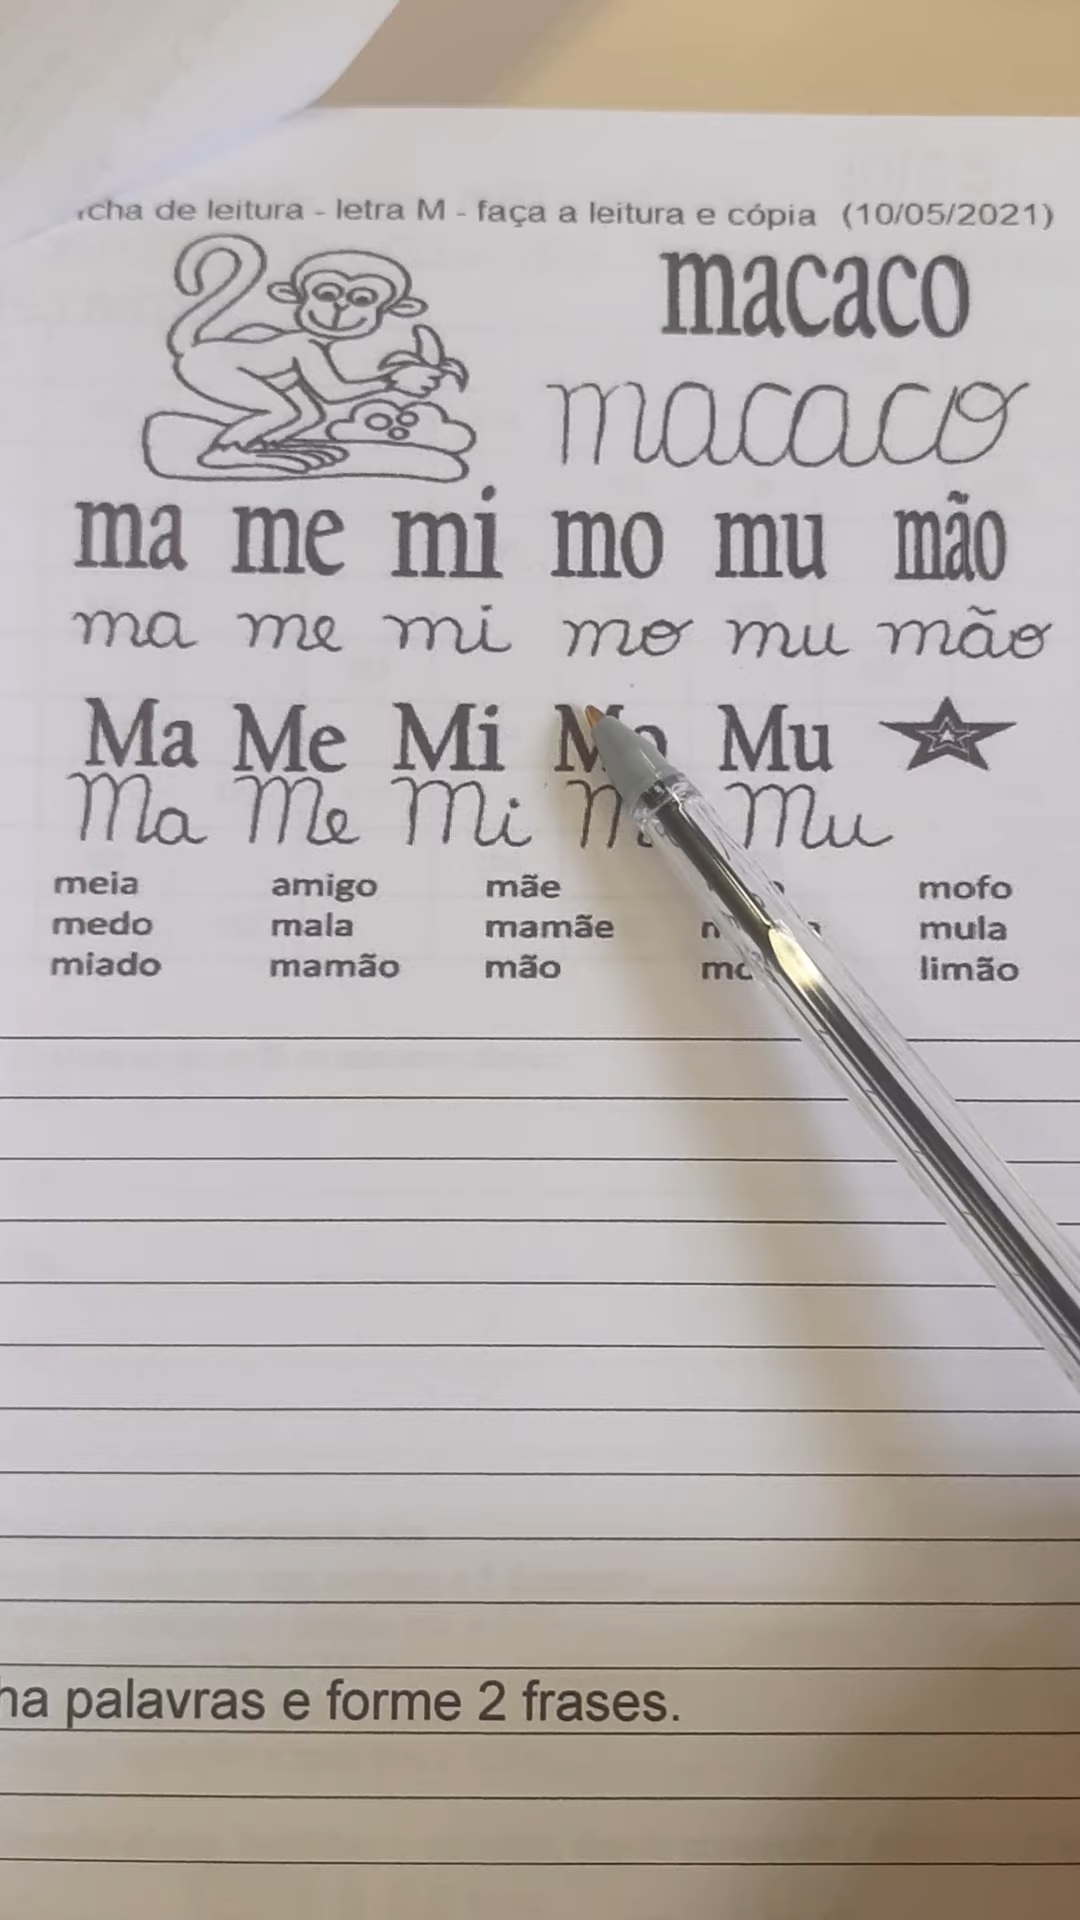 cha de leitura - letra M - faça a leitura e cópia (10/05/2021)
macaco
macaco
ma me mi mo mu mão
ma me mi mo mu mão
Ma Me Mi Mu
Ma Me Mi Mu
meia amigo mãe mofo
medo mala mamãe mula
miado mamão mão limão
palavras e forme 2 frases.